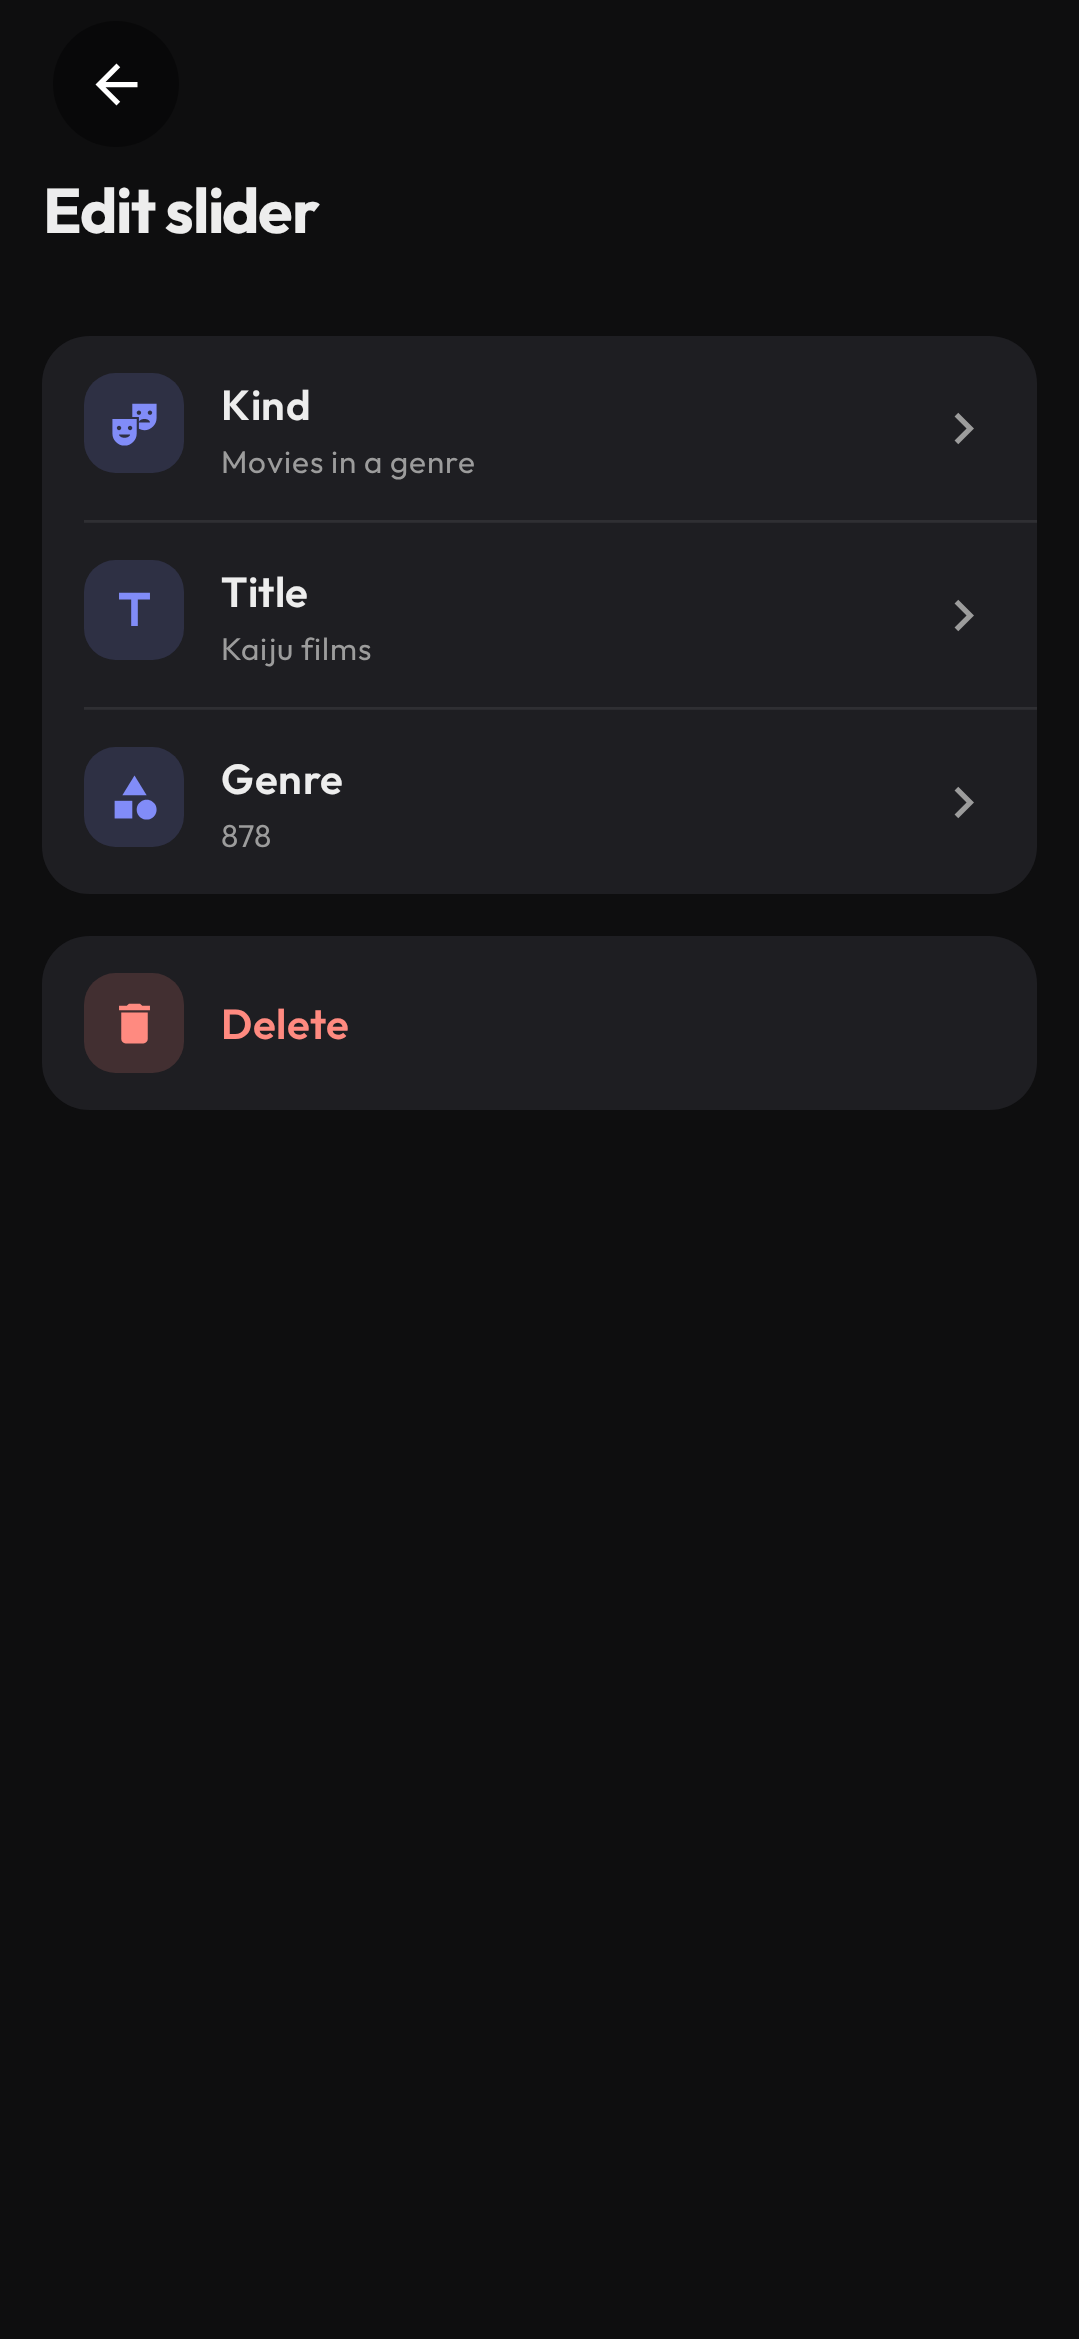 Edit slider
Kind
Movies in a genre
Title
Kaiju films
Genre
878
Delete